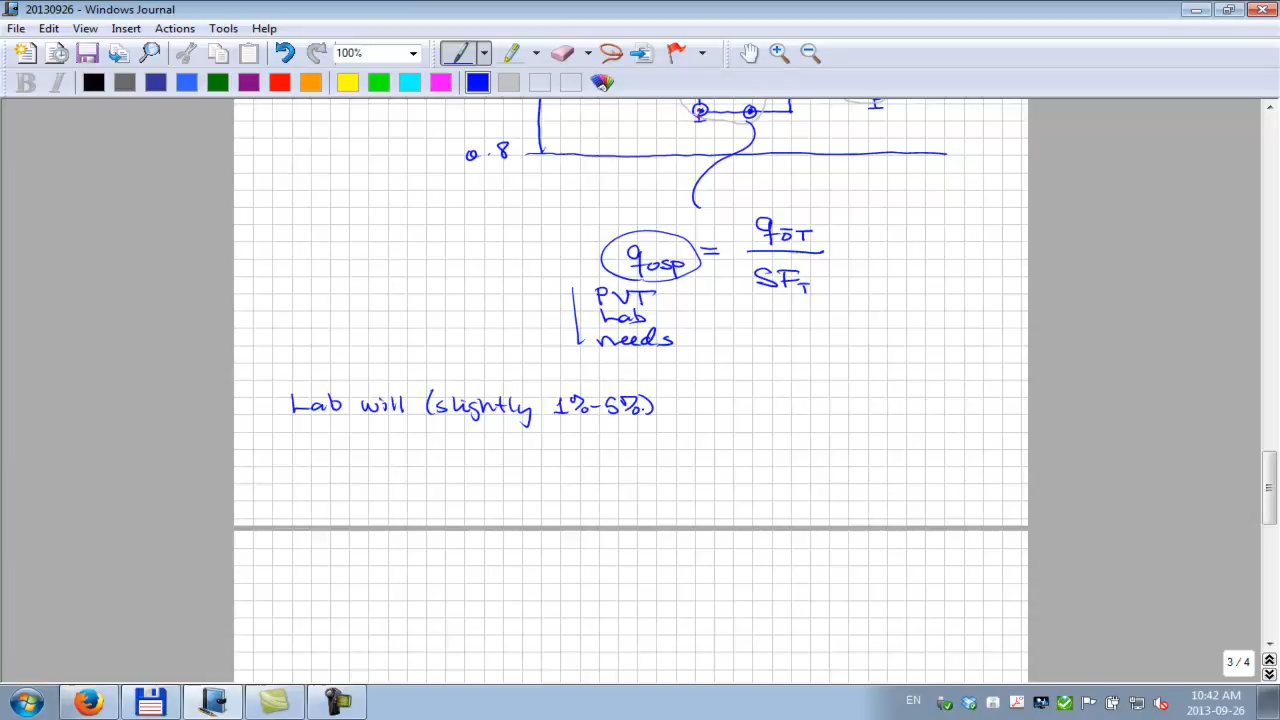 20130926 - Windows Journal
File Edit View Insert Actions Tools Help
100%
B I
0.8
qosp = qōT / SFT
PVT
Lab
needs
Lab will (slightly 1%-5%)
3 / 4
EN
10:42 AM
2013-09-26